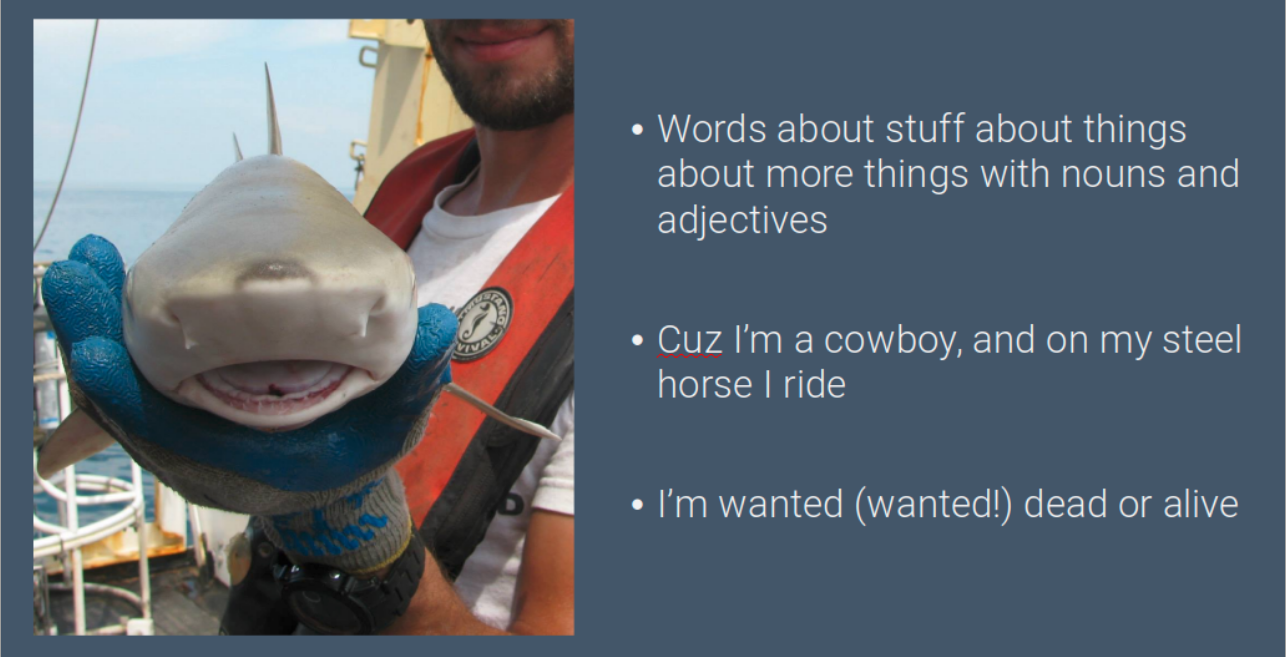 • Words about stuff about things
about more things with nouns and
adjectives
• Cuz I’m a cowboy, and on my steel
horse I ride
• I’m wanted (wanted!) dead or alive